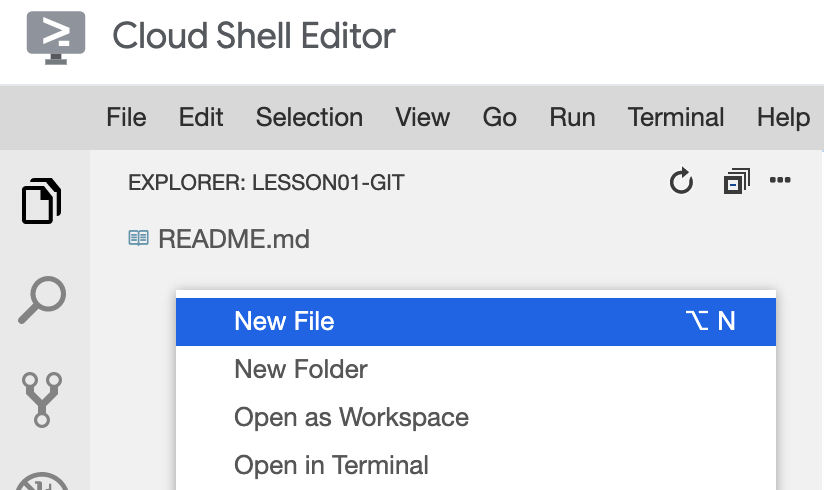 Cloud Shell Editor
File Edit Selection View Go Run Terminal Help
EXPLORER: LESSON01-GIT
README.md
New File ⌥ N
New Folder
Open as Workspace
Open in Terminal